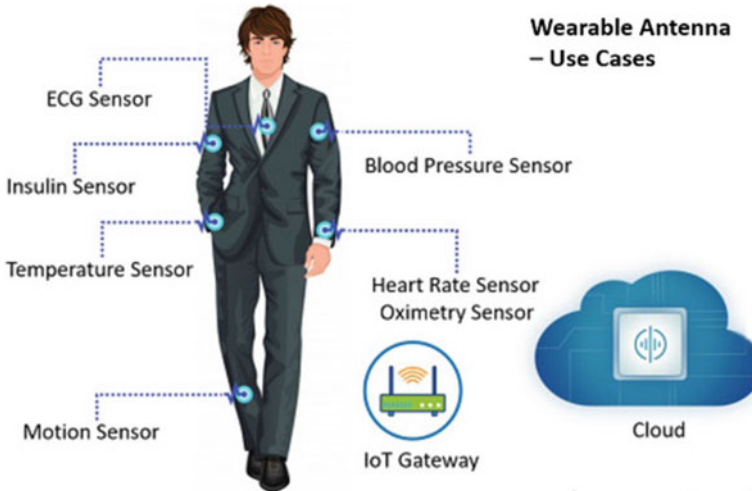 Wearable Antenna
– Use Cases
ECG Sensor
Blood Pressure Sensor
Insulin Sensor
Temperature Sensor
Heart Rate Sensor
Oximetry Sensor
Motion Sensor
IoT Gateway
Cloud